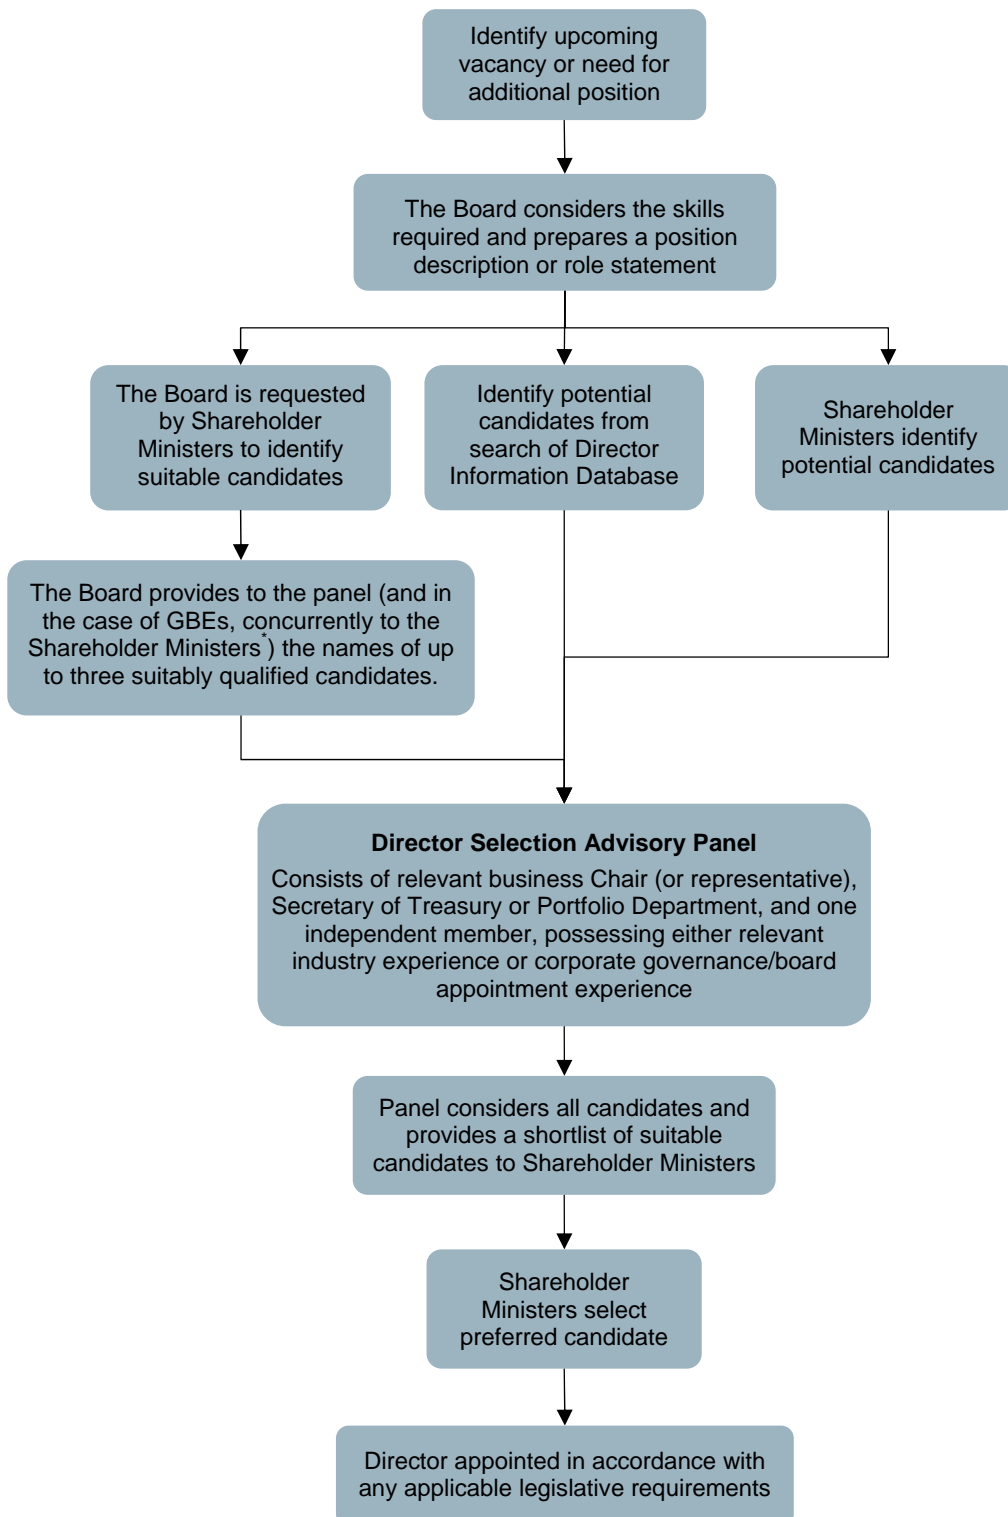 Identify upcoming
vacancy or need for
additional position
The Board considers the skills
required and prepares a position
description or role statement
The Board is requested
by Shareholder
Ministers to identify
suitable candidates
Identify potential
candidates from
search of Director
Information Database
Shareholder
Ministers identify
potential candidates
The Board provides to the panel (and in
the case of GBEs, concurrently to the
Shareholder Ministers*) the names of up
to three suitably qualified candidates.
Director Selection Advisory Panel
Consists of relevant business Chair (or representative),
Secretary of Treasury or Portfolio Department, and one
independent member, possessing either relevant
industry experience or corporate governance/board
appointment experience
Panel considers all candidates and
provides a shortlist of suitable
candidates to Shareholder Ministers
Shareholder
Ministers select
preferred candidate
Director appointed in accordance with
any applicable legislative requirements